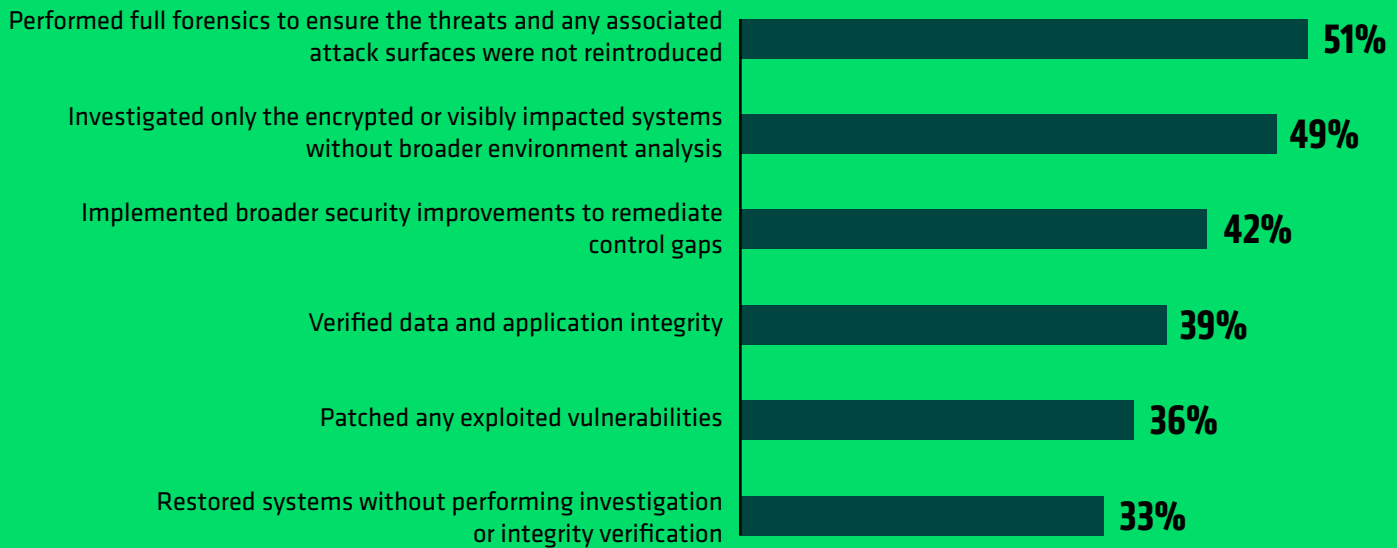 Performed full forensics to ensure the threats and any associated
attack surfaces were not reintroduced
51%
Investigated only the encrypted or visibly impacted systems
without broader environment analysis
49%
Implemented broader security improvements to remediate
control gaps
42%
Verified data and application integrity
39%
Patched any exploited vulnerabilities
36%
Restored systems without performing investigation
or integrity verification
33%